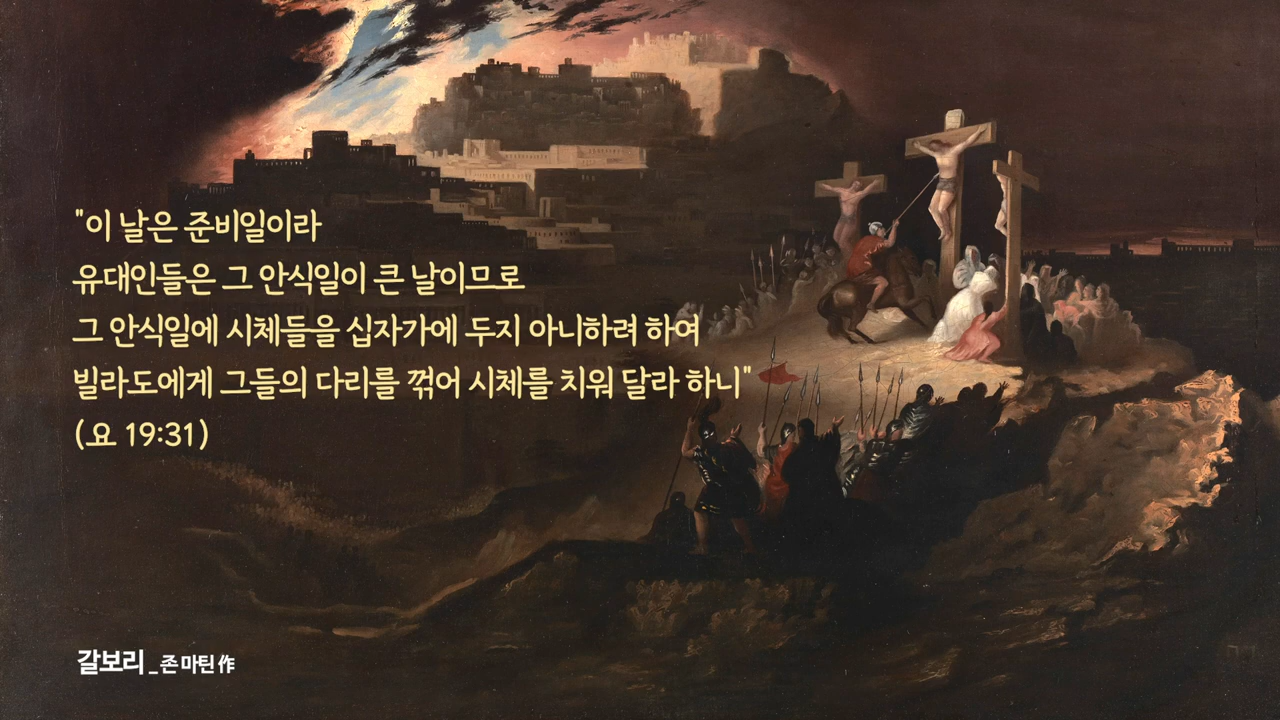 "이 날은 준비일이라
유대인들은 그 안식일이 큰 날이므로
그 안식일에 시체들을 십자가에 두지 아니하려 하여
빌라도에게 그들의 다리를 꺾어 시체를 치워 달라 하니"
(요 19:31)
갈보리 _ 존 마틴 作